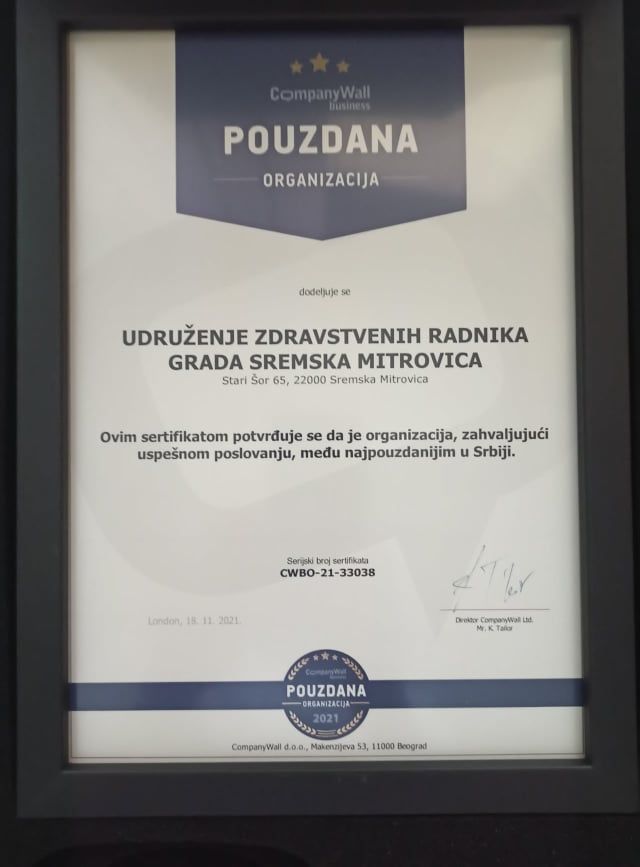 CompanyWall
business
POUZDANA
ORGANIZACIJA
dodeljuje se
UDRUŽENJE ZDRAVSTVENIH RADNIKA
GRADA SREMSKA MITROVICA
Stari Šor 65, 22000 Sremska Mitrovica
Ovim sertifikatom potvrđuje se da je organizacija, zahvaljujući
uspešnom poslovanju, među najpouzdanijim u Srbiji.
Serijski broj sertifikata
CWBO-21-33038
London, 18. 11. 2021.
Direktor CompanyWall Ltd.
Mr. K. Tailor
CompanyWall
business
POUZDANA
ORGANIZACIJA
2021
CompanyWall d.o.o., Makenzijeva 53, 11000 Beograd